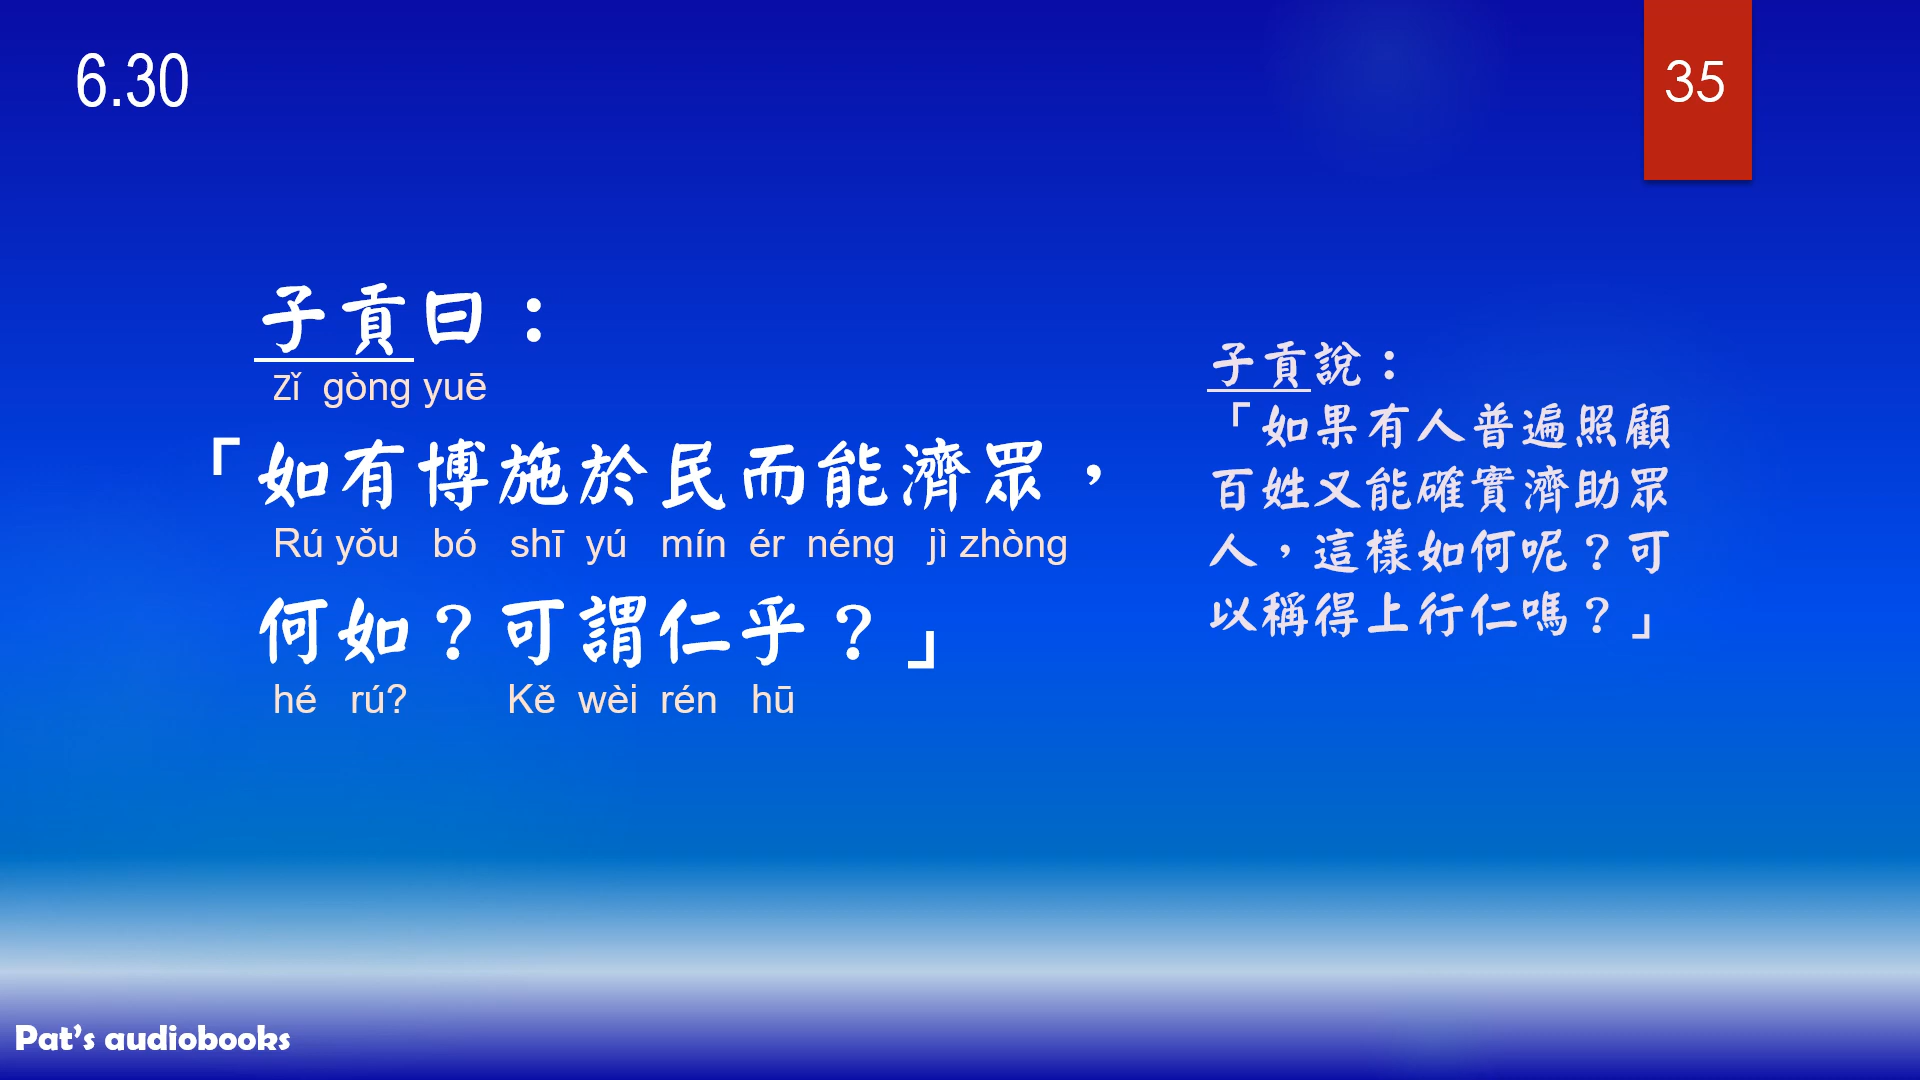 6.30
35
子貢曰：
Zǐ gòng yuē
「如有博施於民而能濟眾，
Rú yǒu bó shī yú mín ér néng jì zhòng
何如？可謂仁乎？」
hé rú? Kě wèi rén hū
子貢說：
「如果有人普遍照顧
百姓又能確實濟助眾
人，這樣如何呢？可
以稱得上行仁嗎？」
Pat's audiobooks